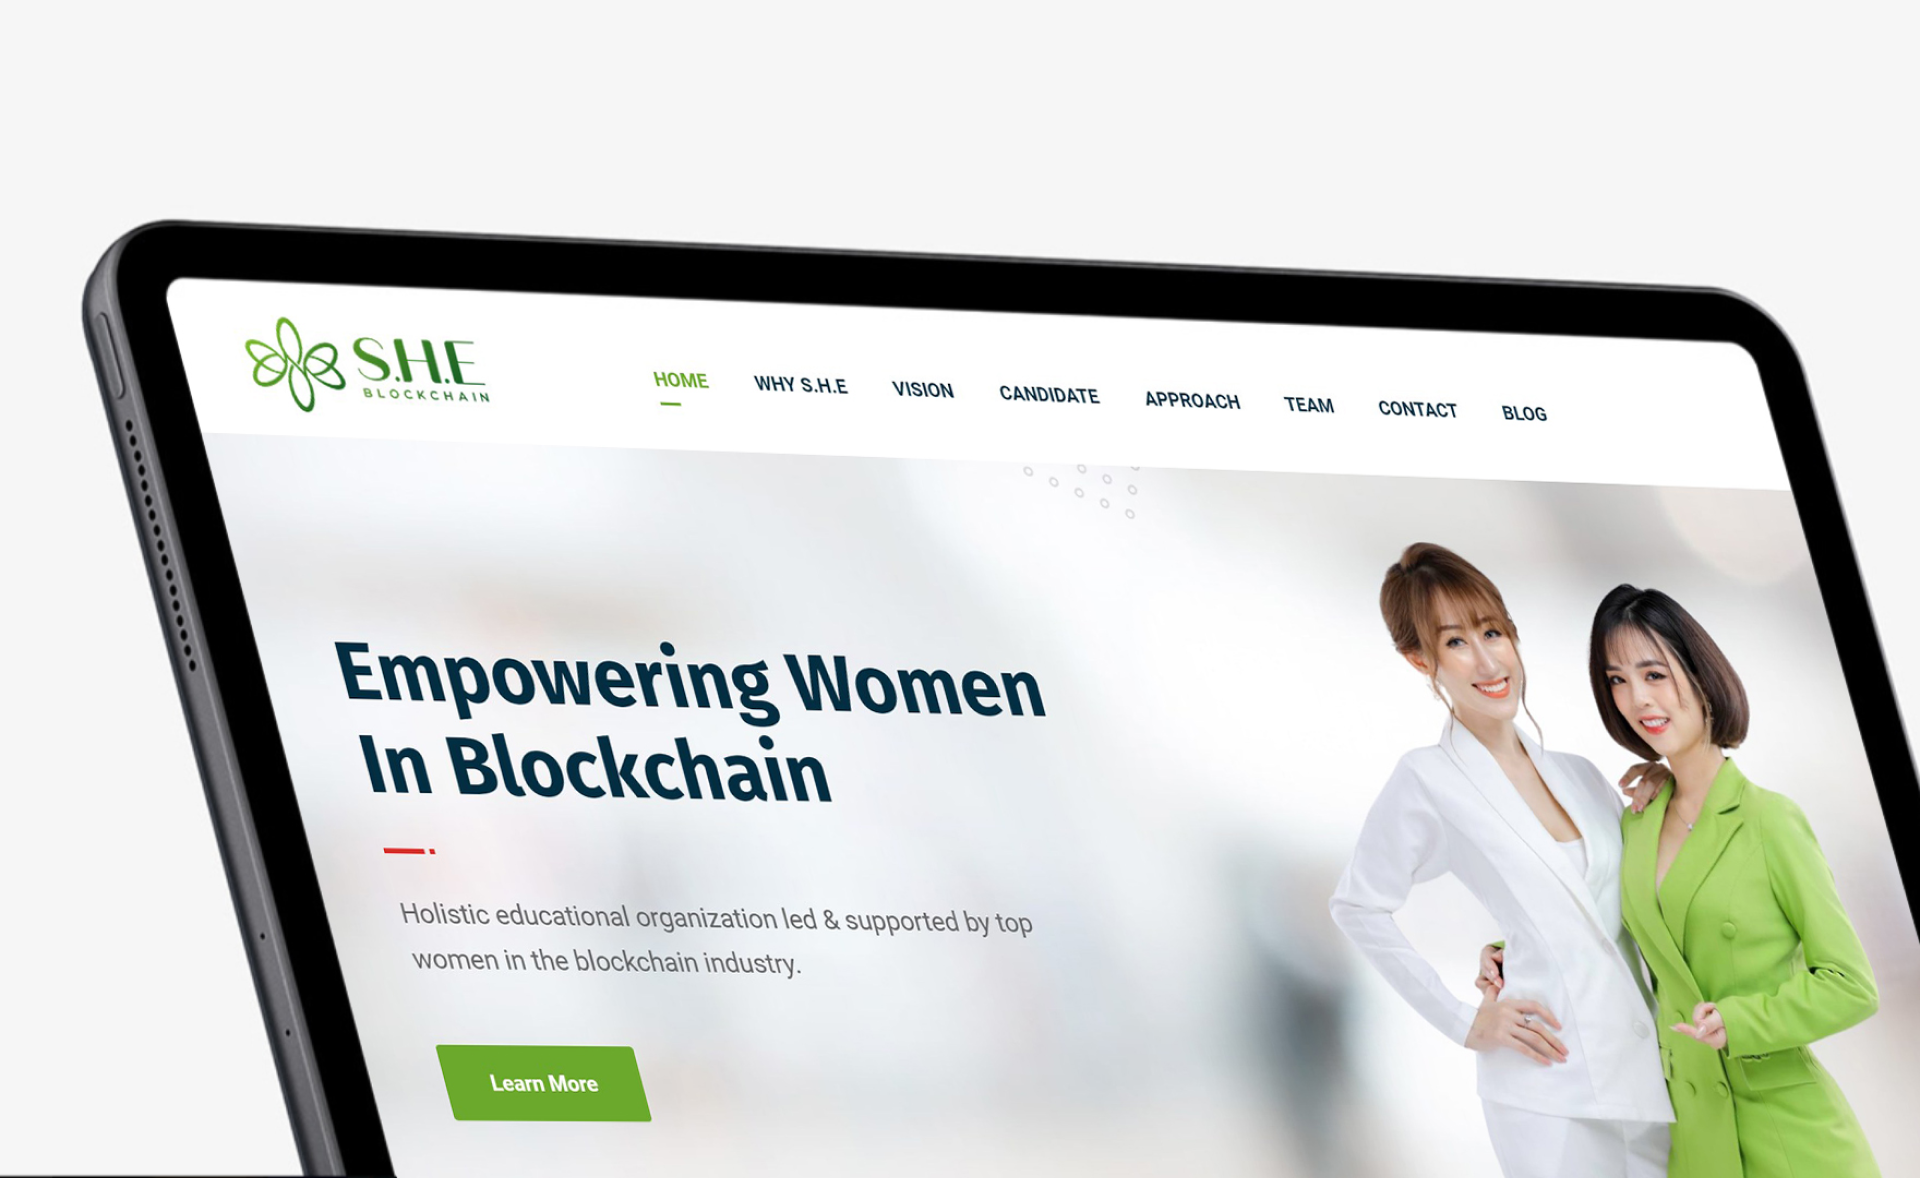 S.H.E
BLOCKCHAIN
HOME WHY S.H.E VISION CANDIDATE APPROACH TEAM CONTACT BLOG
Empowering Women
In Blockchain
Holistic educational organization led & supported by top
women in the blockchain industry.
Learn More